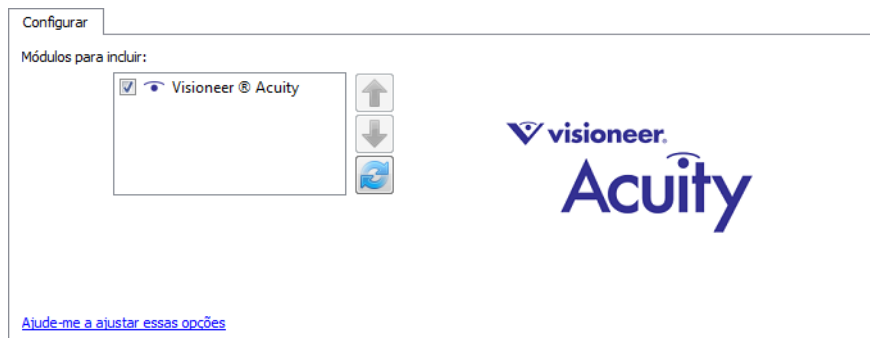 Configurar
Módulos para incluir:
Visioneer ® Acuity
visioneer.
Acuity
Ajude-me a ajustar essas opções